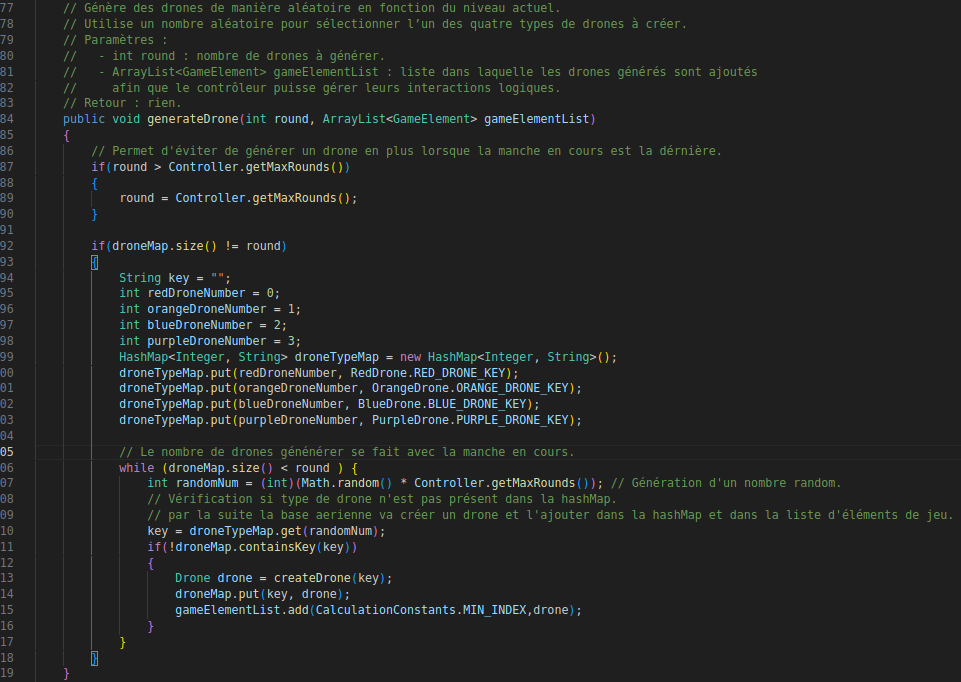 77 // Génère des drones de manière aléatoire en fonction du niveau actuel.
78 // Utilise un nombre aléatoire pour sélectionner l’un des quatre types de drones à créer.
79 // Paramètres :
80 //   - int round : nombre de drones à générer.
81 //   - ArrayList<GameElement> gameElementList : liste dans laquelle les drones générés sont ajoutés
82 //     afin que le contrôleur puisse gérer leurs interactions logiques.
83 // Retour : rien.
84 public void generateDrone(int round, ArrayList<GameElement> gameElementList)
85 {
86     // Permet d'éviter de générer un drone en plus lorsque la manche en cours est la dérnière.
87     if(round > Controller.getMaxRounds())
88     {
89         round = Controller.getMaxRounds();
90     }
91
92     if(droneMap.size() != round)
93     {
94         String key = "";
95         int redDroneNumber = 0;
96         int orangeDroneNumber = 1;
97         int blueDroneNumber = 2;
98         int purpleDroneNumber = 3;
99         HashMap<Integer, String> droneTypeMap = new HashMap<Integer, String>();
00         droneTypeMap.put(redDroneNumber, RedDrone.RED_DRONE_KEY);
01         droneTypeMap.put(orangeDroneNumber, OrangeDrone.ORANGE_DRONE_KEY);
02         droneTypeMap.put(blueDroneNumber, BlueDrone.BLUE_DRONE_KEY);
03         droneTypeMap.put(purpleDroneNumber, PurpleDrone.PURPLE_DRONE_KEY);
04
05         // Le nombre de drones génénérer se fait avec la manche en cours.
06         while (droneMap.size() < round ) {
07             int randomNum = (int)(Math.random() * Controller.getMaxRounds()); // Génération d'un nombre random.
08             // Vérification si type de drone n'est pas présent dans la hashMap.
09             // par la suite la base aerienne va créer un drone et l'ajouter dans la hashMap et dans la liste d'éléments de jeu.
10             key = droneTypeMap.get(randomNum);
11             if(!droneMap.containsKey(key))
12             {
13                 Drone drone = createDrone(key);
14                 droneMap.put(key, drone);
15                 gameElementList.add(CalculationConstants.MIN_INDEX,drone);
16             }
17         }
18     }
19 }